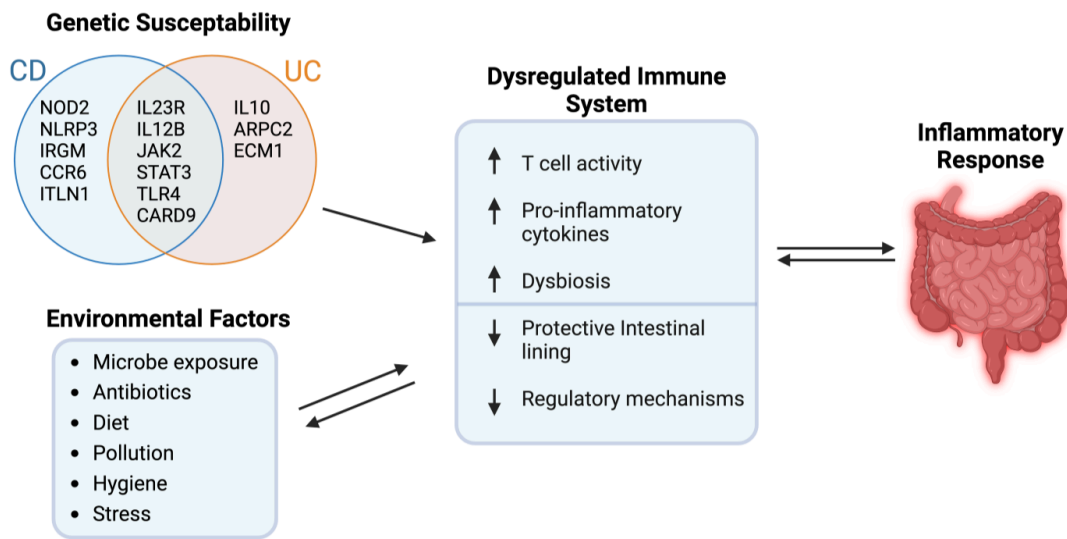 Genetic Susceptability
CD
UC
NOD2
NLRP3
IRGM
CCR6
ITLN1
IL23R
IL12B
JAK2
STAT3
TLR4
CARD9
IL10
ARPC2
ECM1
Environmental Factors
• Microbe exposure
• Antibiotics
• Diet
• Pollution
• Hygiene
• Stress
Dysregulated Immune
System
↑ T cell activity
↑ Pro-inflammatory
cytokines
↑ Dysbiosis
↓ Protective Intestinal
lining
↓ Regulatory mechanisms
Inflammatory
Response